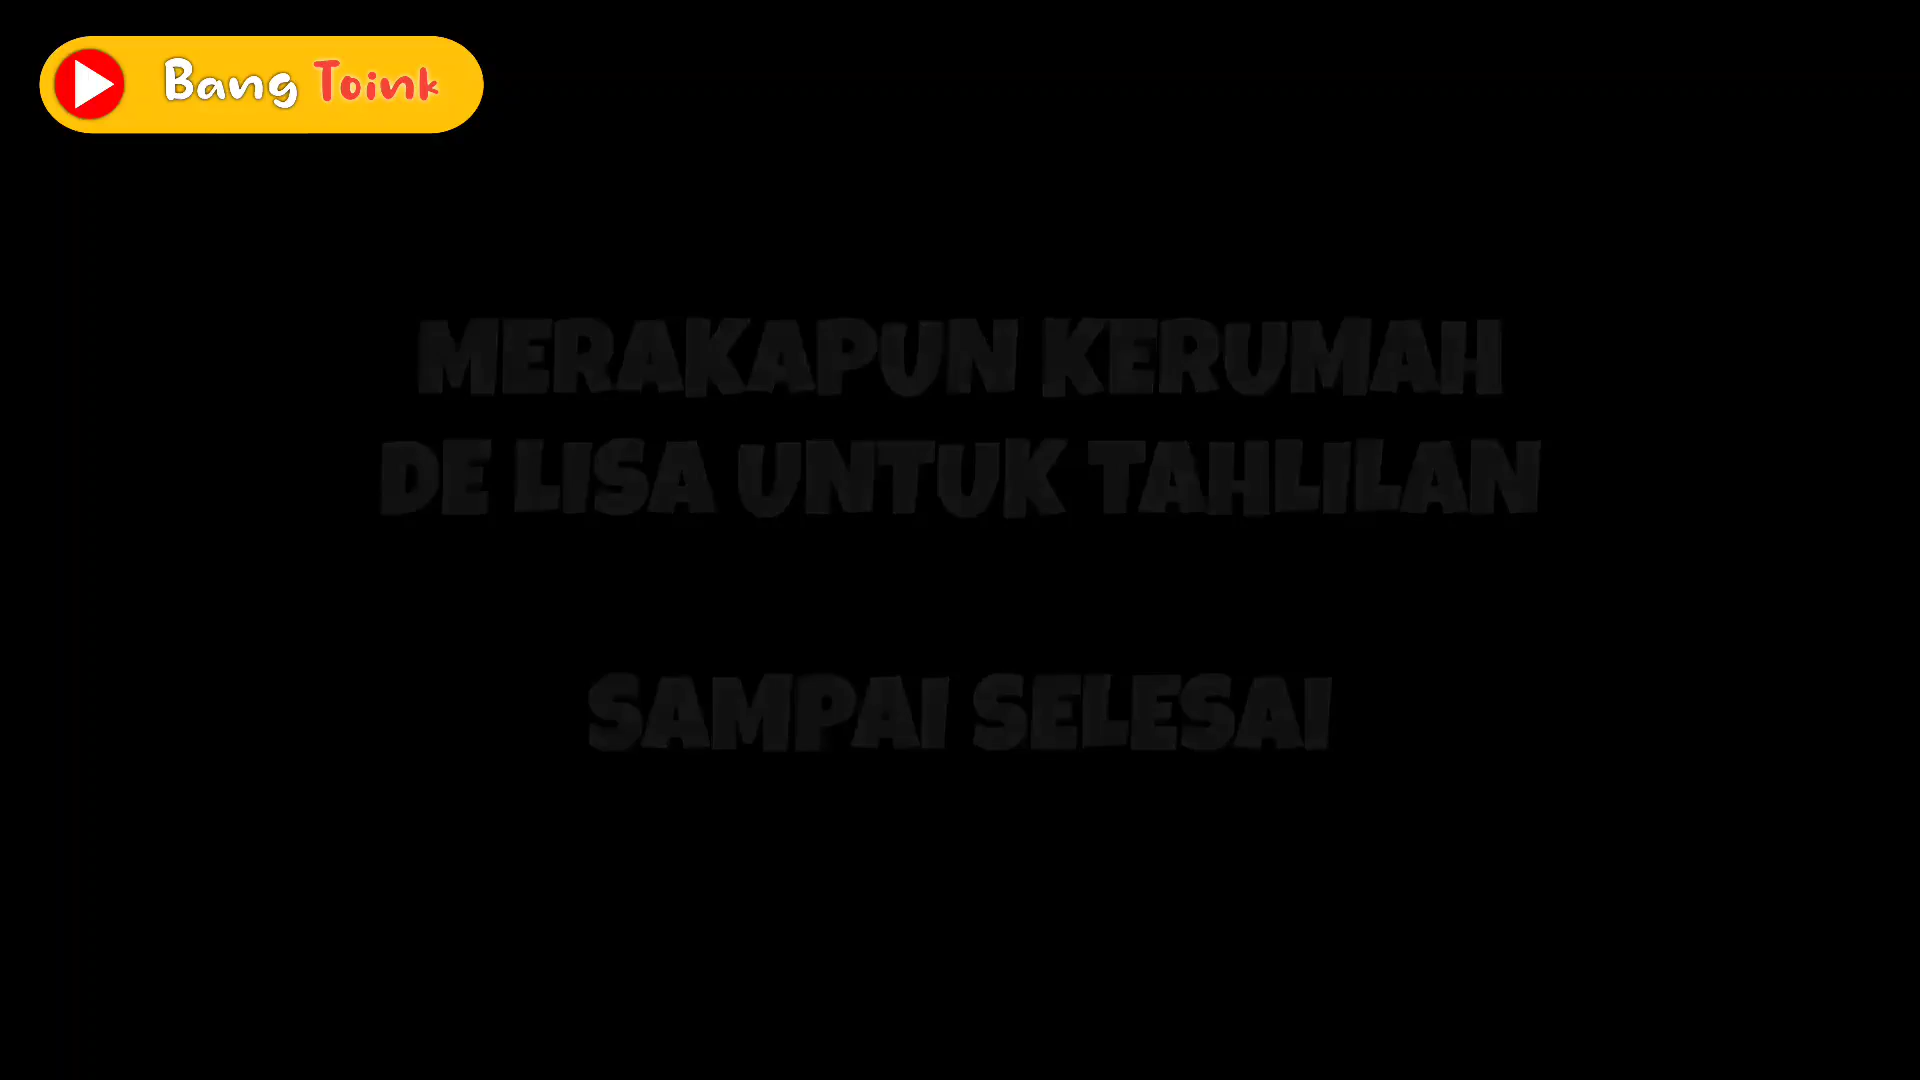 Bang Toink
MERAKAPUN KERUMAH
DE LISA UNTUK TAHLILAN
SAMPAI SELESAI